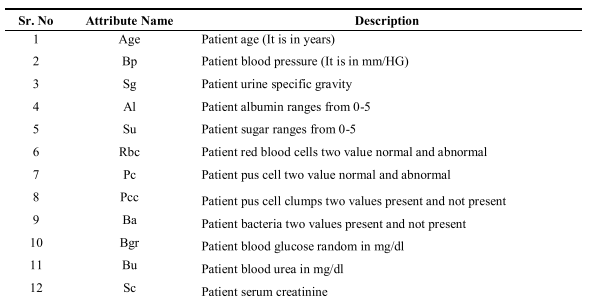 Sr. No Attribute Name Description
1 Age Patient age (It is in years)
2 Bp Patient blood pressure (It is in mm/HG)
3 Sg Patient urine specific gravity
4 Al Patient albumin ranges from 0-5
5 Su Patient sugar ranges from 0-5
6 Rbc Patient red blood cells two value normal and abnormal
7 Pc Patient pus cell two value normal and abnormal
8 Pcc Patient pus cell clumps two values present and not present
9 Ba Patient bacteria two values present and not present
10 Bgr Patient blood glucose random in mg/dl
11 Bu Patient blood urea in mg/dl
12 Sc Patient serum creatinine